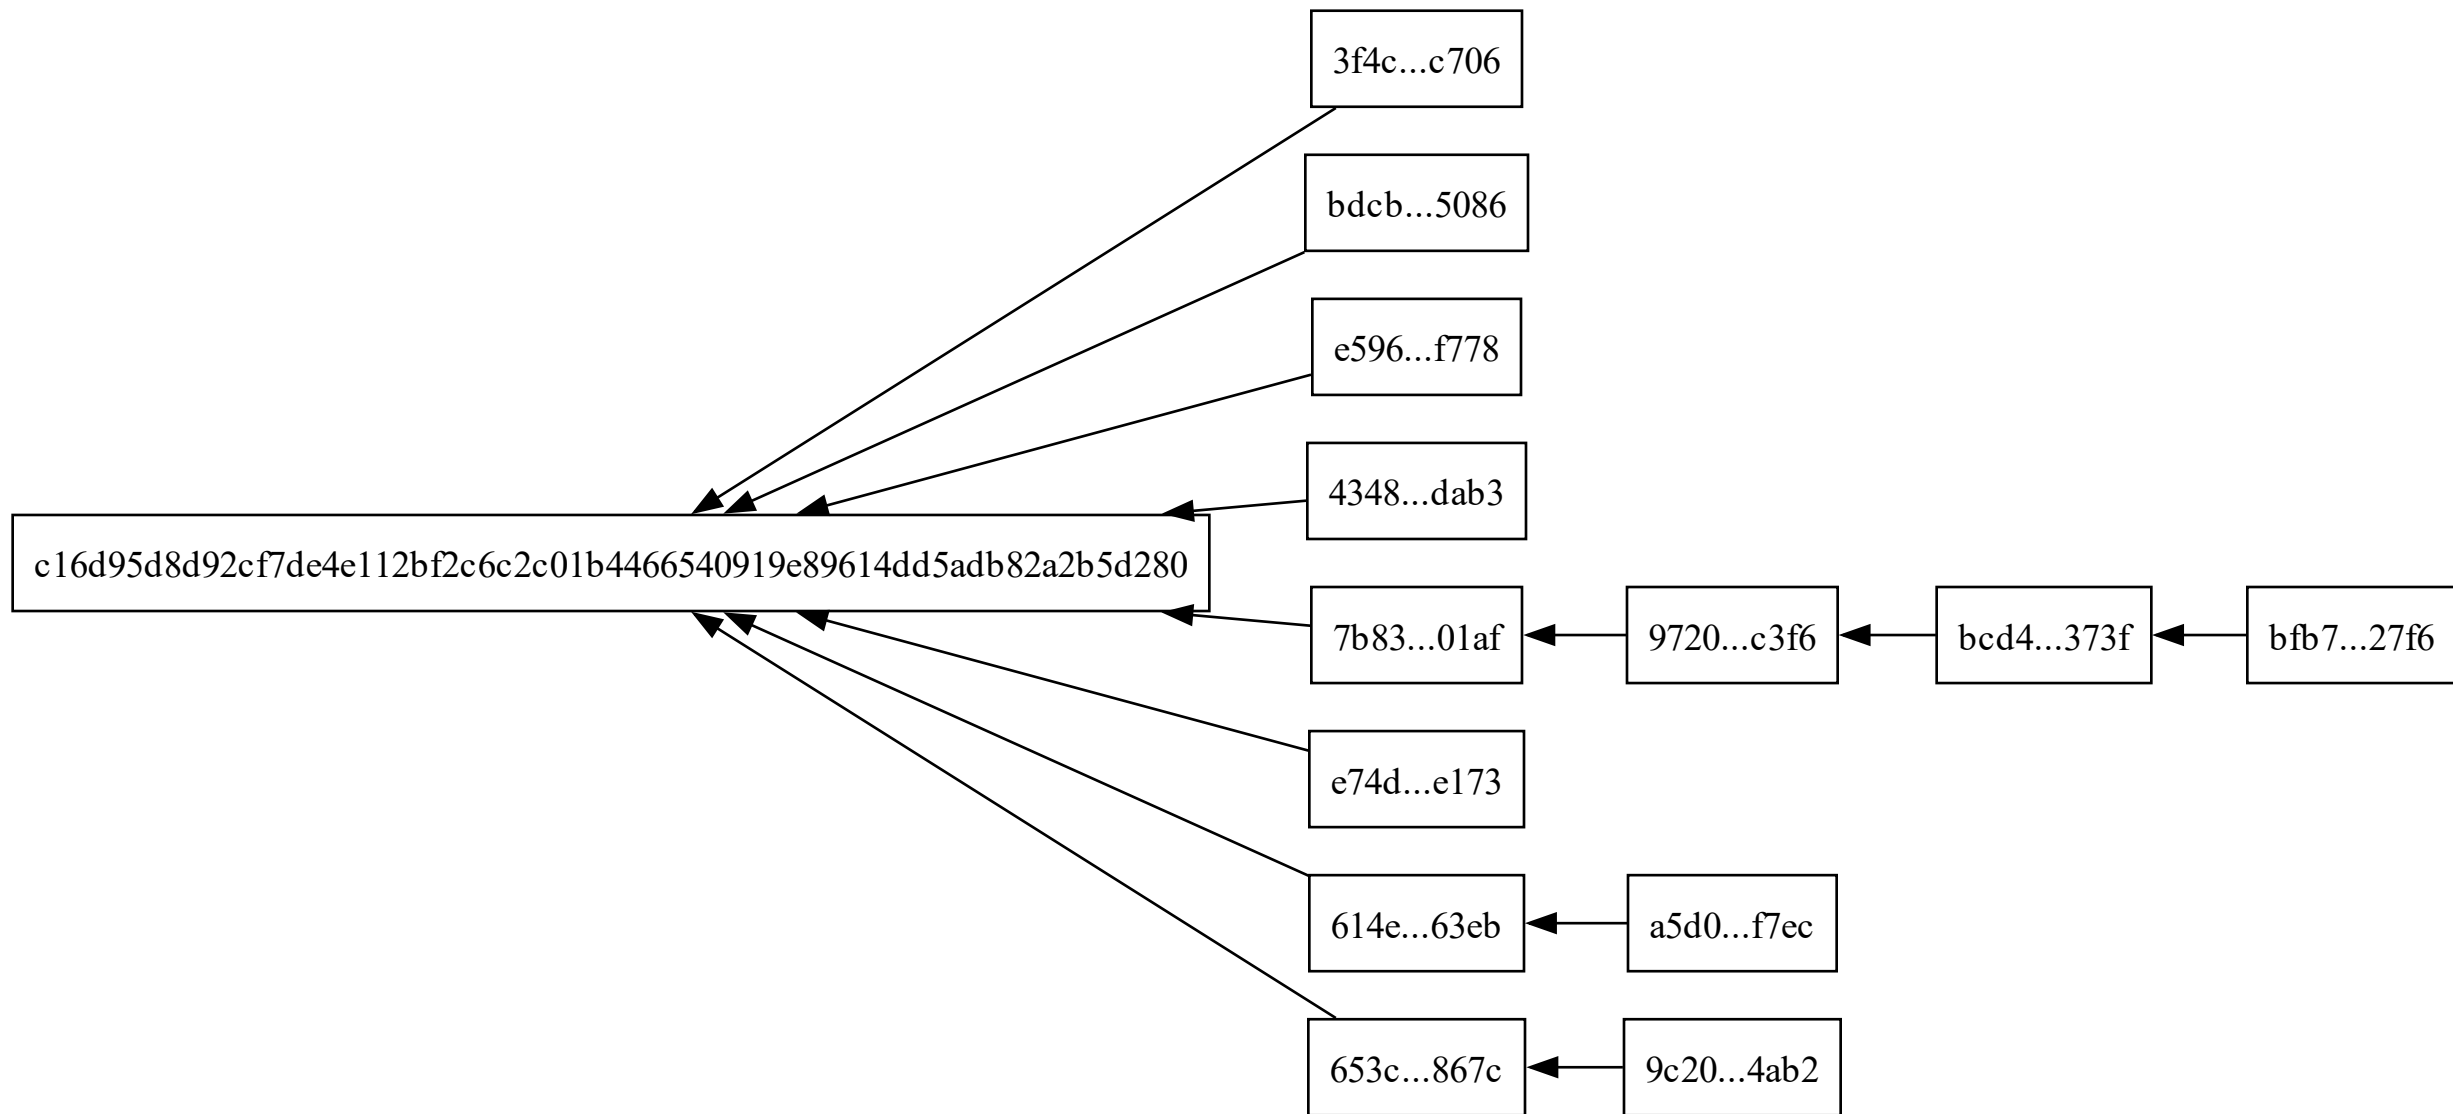 3f4c...c706
bdcb...5086
e596...f778
4348...dab3
c16d95d8d92cf7de4e112bf2c6c2c01b4466540919e89614dd5adb82a2b5d280
7b83...01af
9720...c3f6
bcd4...373f
bfb7...27f6
e74d...e173
614e...63eb
a5d0...f7ec
653c...867c
9c20...4ab2